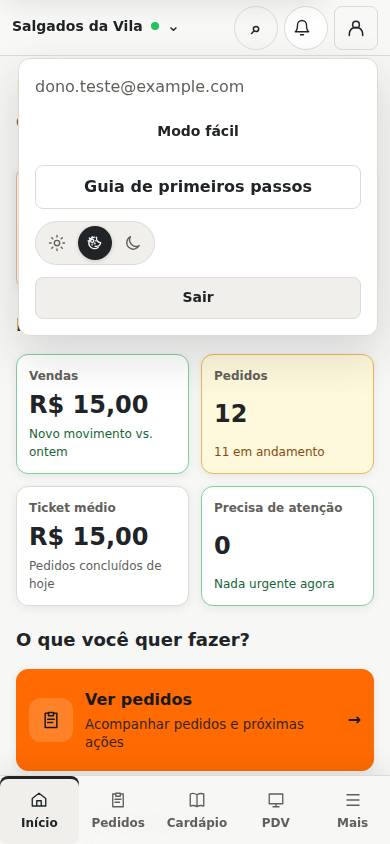 Salgados da Vila
dono.teste@example.com
Modo fácil
Guia de primeiros passos
Sair
Vendas
R$ 15,00
Novo movimento vs.
ontem
Pedidos
12
11 em andamento
Ticket médio
R$ 15,00
Pedidos concluídos de
hoje
Precisa de atenção
0
Nada urgente agora
O que você quer fazer?
Ver pedidos
Acompanhar pedidos e próximas
ações
→
Início
Pedidos
Cardápio
PDV
Mais